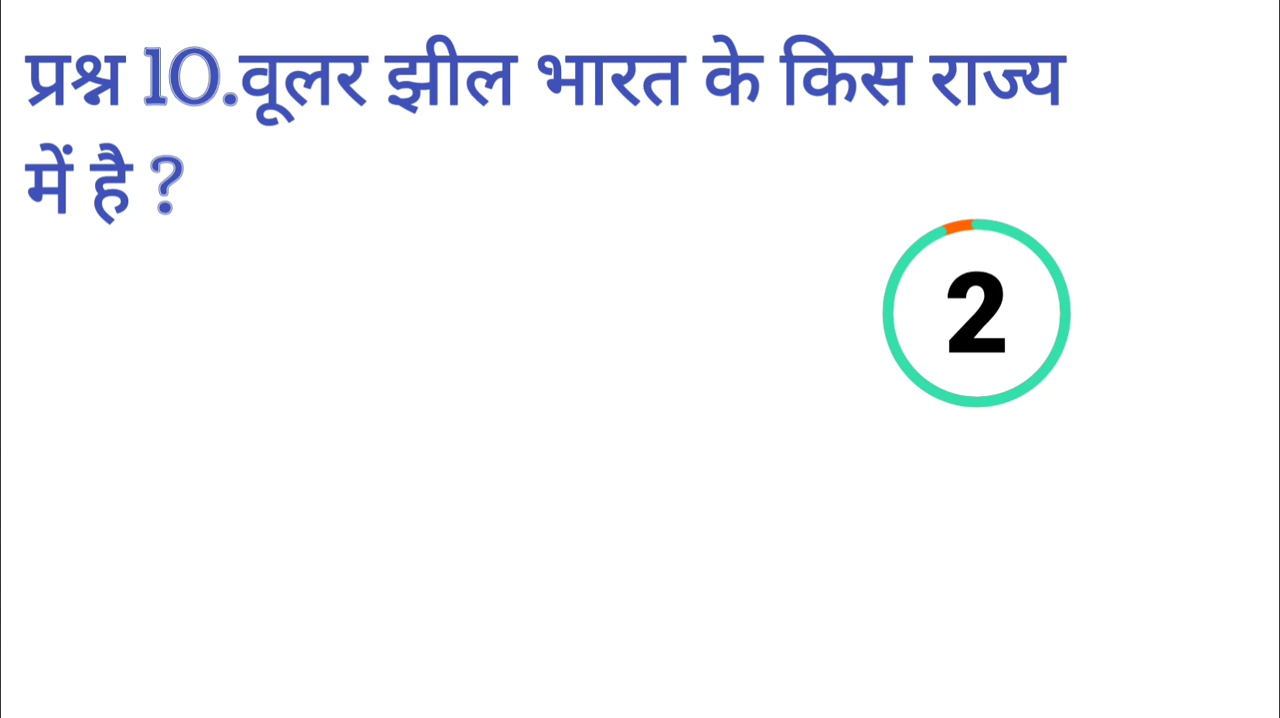 प्रश्न 10.वूलर झील भारत के किस राज्य
में है ?
2